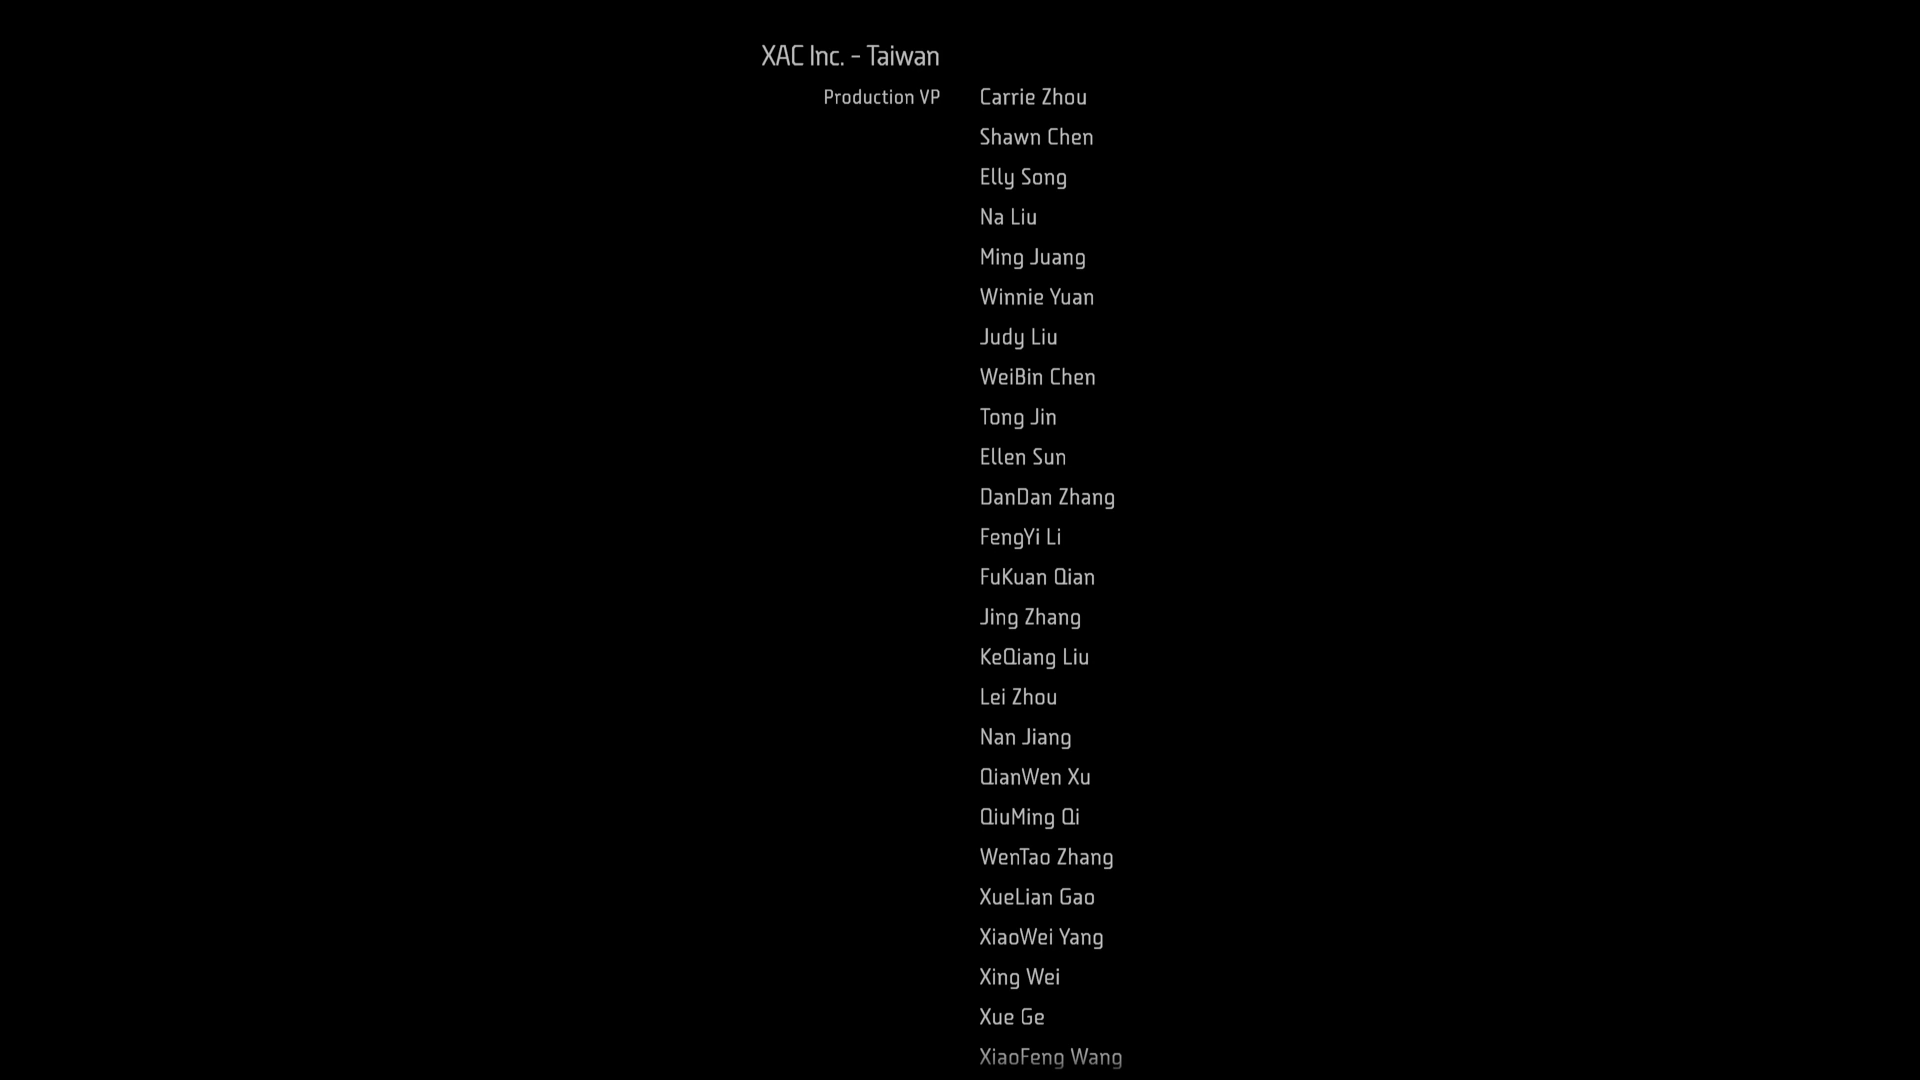 XAC Inc. - Taiwan
Production VP Carrie Zhou
Shawn Chen
Elly Song
Na Liu
Ming Juang
Winnie Yuan
Judy Liu
WeiBin Chen
Tong Jin
Ellen Sun
DanDan Zhang
FengYi Li
FuKuan Qian
Jing Zhang
KeQiang Liu
Lei Zhou
Nan Jiang
QianWen Xu
QiuMing Qi
WenTao Zhang
XueLian Gao
XiaoWei Yang
Xing Wei
Xue Ge
XiaoFeng Wang